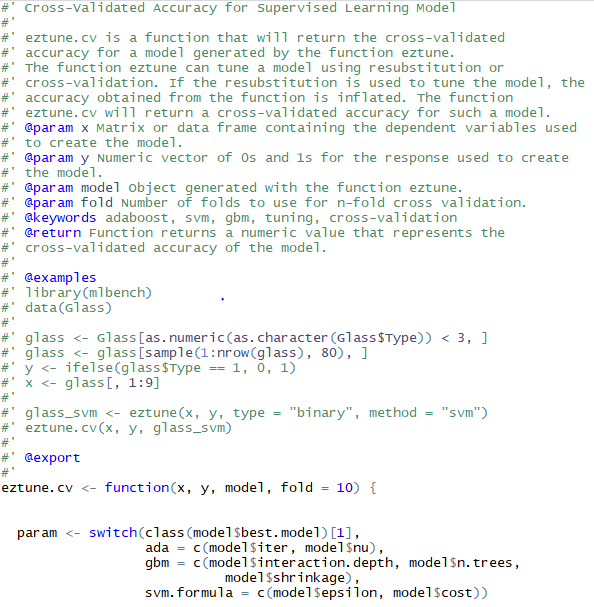 #' Cross-Validated Accuracy for Supervised Learning Model
#'
#' eztune.cv is a function that will return the cross-validated
#' accuracy for a model generated by the function eztune.
#' The function eztune can tune a model using resubstitution or
#' cross-validation. If the resubstitution is used to tune the model, the
#' accuracy obtained from the function is inflated. The function
#' eztune.cv will return a cross-validated accuracy for such a model.
#' @param x Matrix or data frame containing the dependent variables used
#' to create the model.
#' @param y Numeric vector of 0s and 1s for the response used to create
#' the model.
#' @param model Object generated with the function eztune.
#' @param fold Number of folds to use for n-fold cross validation.
#' @keywords adaboost, svm, gbm, tuning, cross-validation
#' @return Function returns a numeric value that represents the
#' cross-validated accuracy of the model.
#'
#' @examples
#' library(mlbench)
#' data(Glass)
#'
#' glass <- Glass[as.numeric(as.character(Glass$Type)) < 3, ]
#' glass <- glass[sample(1:nrow(glass), 80), ]
#' y <- ifelse(glass$Type == 1, 0, 1)
#' x <- glass[, 1:9]
#'
#' glass_svm <- eztune(x, y, type = "binary", method = "svm")
#' eztune.cv(x, y, glass_svm)
#'
#' @export
#'
eztune.cv <- function(x, y, model, fold = 10) {
param <- switch(class(model$best.model)[1],
ada = c(model$iter, model$nu),
gbm = c(model$interaction.depth, model$n.trees,
model$shrinkage),
svm.formula = c(model$epsilon, model$cost))